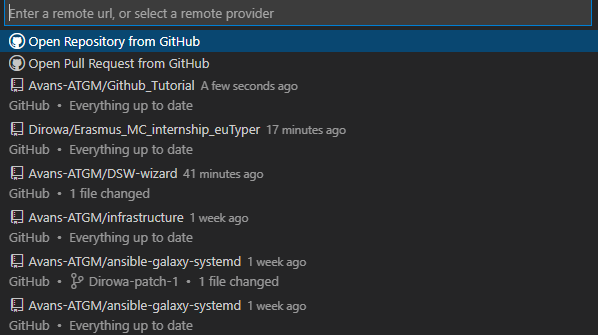 Enter a remote url, or select a remote provider
Open Repository from GitHub
Open Pull Request from GitHub
Avans-ATGM/Github_Tutorial A few seconds ago
GitHub • Everything up to date
Dirowa/Erasmus_MC_internship_euTyper 17 minutes ago
GitHub • Everything up to date
Avans-ATGM/DSW-wizard 41 minutes ago
GitHub • 1 file changed
Avans-ATGM/infrastructure 1 week ago
GitHub • Everything up to date
Avans-ATGM/ansible-galaxy-systemd 1 week ago
GitHub • Dirowa-patch-1 • 1 file changed
Avans-ATGM/ansible-galaxy-systemd 1 week ago
GitHub • Everything up to date